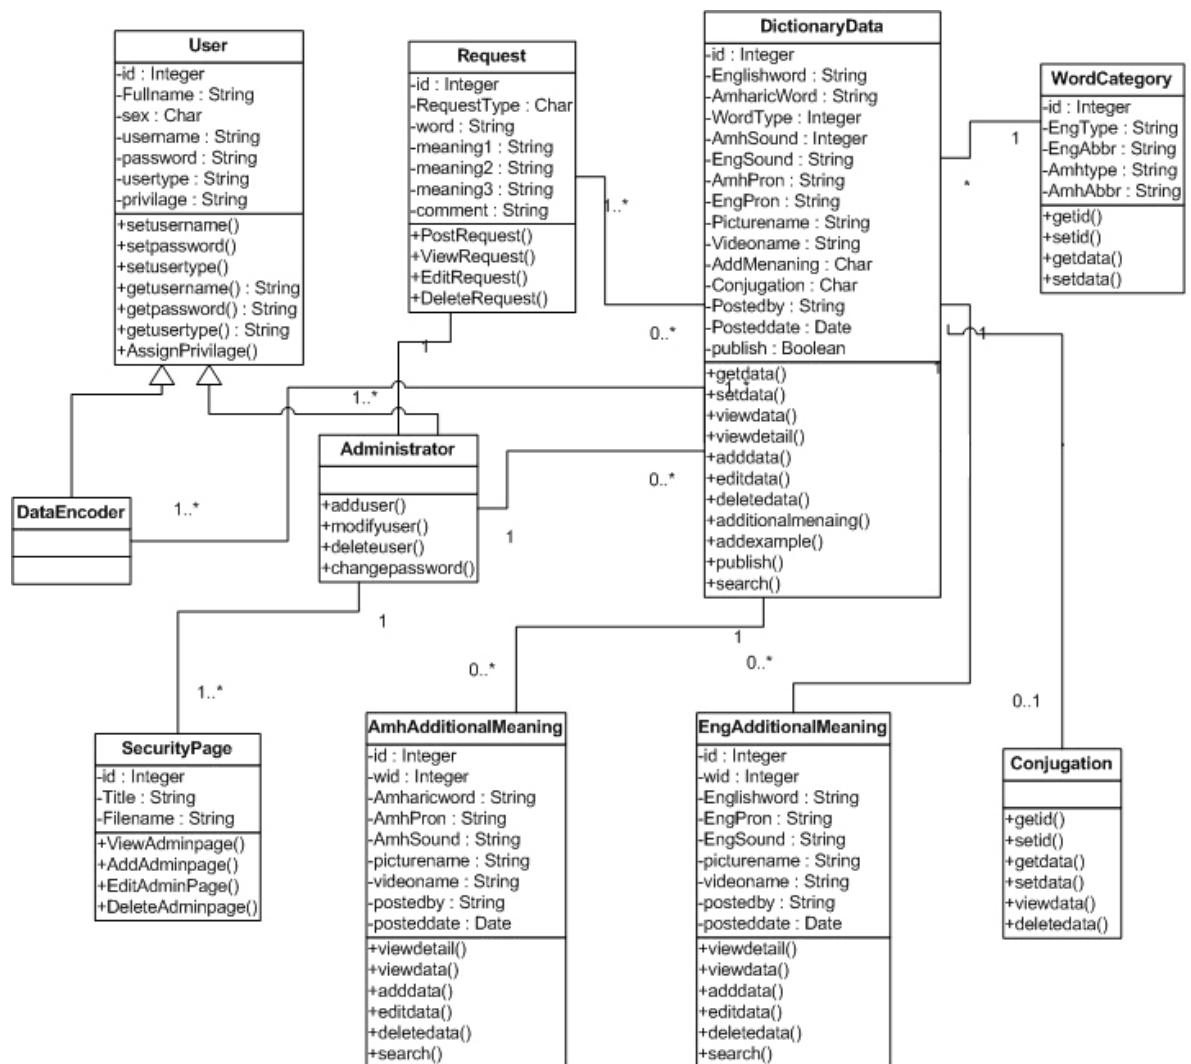 User
-id : Integer
-Fullname : String
-sex : Char
-username : String
-password : String
-usertype : String
-privilage : String
+setusername()
+setpassword()
+setusertype()
+getusername() : String
+getpassword() : String
+getusertype() : String
+AssignPrivilage()
Request
-id : Integer
-RequestType : Char
-word : String
-meaning1 : String
-meaning2 : String
-meaning3 : String
-comment : String
+PostRequest()
+ViewRequest()
+EditRequest()
+DeleteRequest()
DictionaryData
-id : Integer
-Englishword : String
-AmharicWord : String
-WordType : Integer
-AmhSound : Integer
-EngSound : String
-AmhPron : String
-EngPron : String
-Picturename : String
-Videoname : String
-AddMenaning : Char
-Conjugation : Char
-Postedby : String
-Posteddate : Date
-publish : Boolean
+getdata()
+setdata()
+viewdata()
+viewdetail()
+adddata()
+editdata()
+deletedata()
+additionalmenaing()
+addexample()
+publish()
+search()
WordCategory
-id : Integer
-EngType : String
-EngAbbr : String
-Amhtype : String
-AmhAbbr : String
+getid()
+setid()
+getdata()
+setdata()
1
*
1..*
0..*
1
1
1
1..*
1..*
DataEncoder
1..*
Administrator
+adduser()
+modifyuser()
+deleteuser()
+changepassword()
0..*
1
1
1..*
1
0..*
0..*
0..1
SecurityPage
-id : Integer
-Title : String
-Filename : String
+ViewAdminpage()
+AddAdminpage()
+EditAdminPage()
+DeleteAdminpage()
AmhAdditionalMeaning
-id : Integer
-wid : Integer
-Amharicword : String
-AmhPron : String
-AmhSound : String
-picturename : String
-videoname : String
-postedby : String
-posteddate : Date
+viewdetail()
+viewdata()
+adddata()
+editdata()
+deletedata()
+search()
EngAdditionalMeaning
-id : Integer
-wid : Integer
-Englishword : String
-EngPron : String
-EngSound : String
-picturename : String
-videoname : String
-postedby : String
-posteddate : Date
+viewdetail()
+viewdata()
+adddata()
+editdata()
+deletedata()
+search()
Conjugation
+getid()
+setid()
+getdata()
+setdata()
+viewdata()
+deletedata()